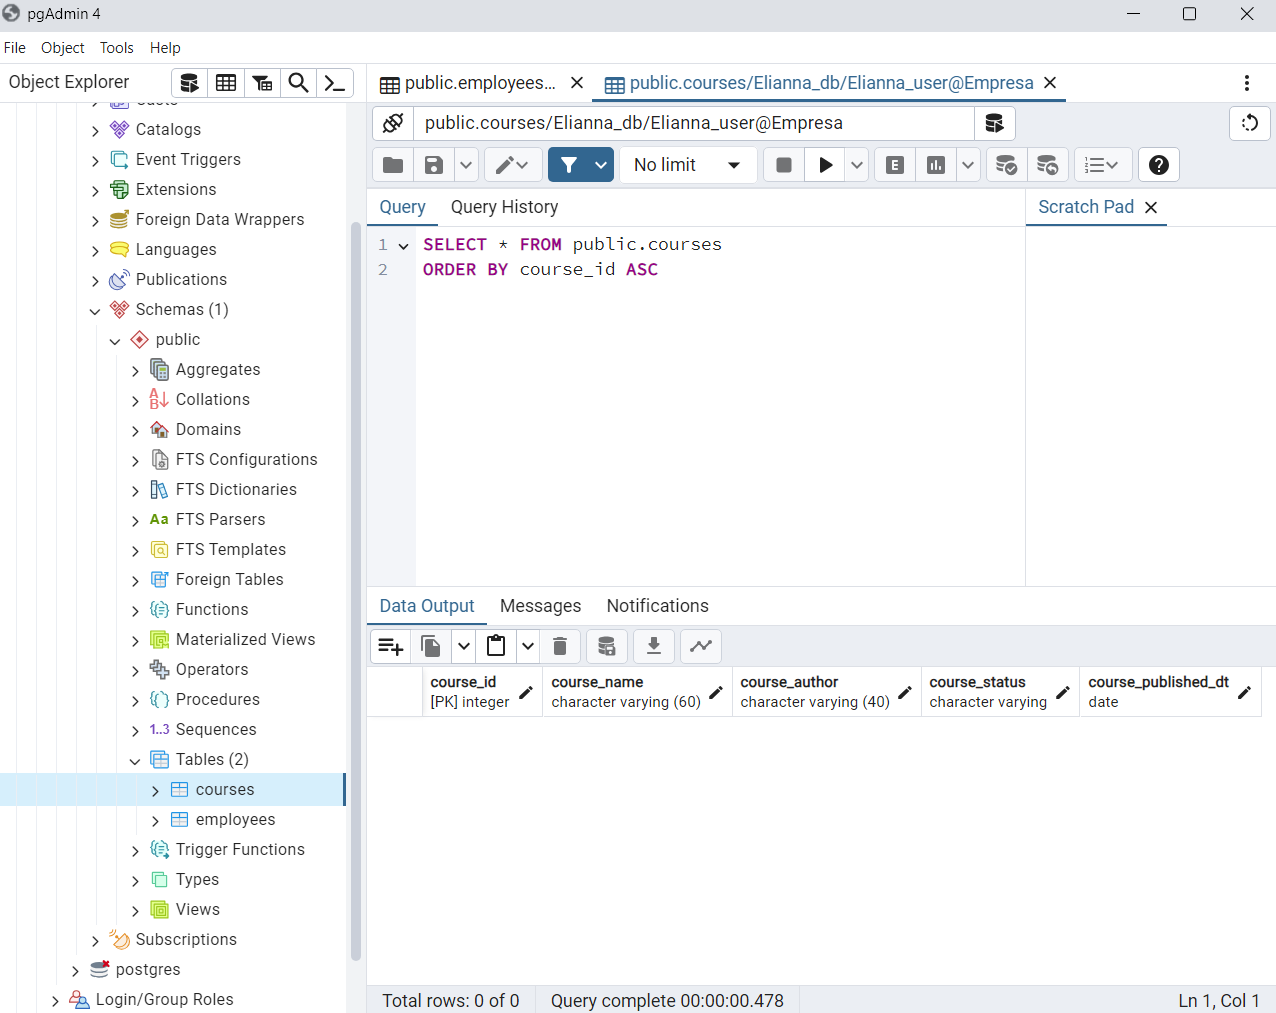 pgAdmin 4
File Object Tools Help
Object Explorer
public.employees...
public.courses/Elianna_db/Elianna_user@Empresa
public.courses/Elianna_db/Elianna_user@Empresa
No limit
E
Query Query History
Scratch Pad
1 SELECT * FROM public.courses
2 ORDER BY course_id ASC
Casts
Catalogs
Event Triggers
Extensions
Foreign Data Wrappers
Languages
Publications
Schemas (1)
public
Aggregates
Collations
Domains
FTS Configurations
FTS Dictionaries
Aa FTS Parsers
FTS Templates
Foreign Tables
Functions
Materialized Views
Operators
Procedures
1..3 Sequences
Tables (2)
courses
employees
Trigger Functions
Types
Views
Subscriptions
postgres
Login/Group Roles
Data Output Messages Notifications
course_id
[PK] integer
course_name
character varying (60)
course_author
character varying (40)
course_status
character varying
course_published_dt
date
Total rows: 0 of 0
Query complete 00:00:00.478
Ln 1, Col 1